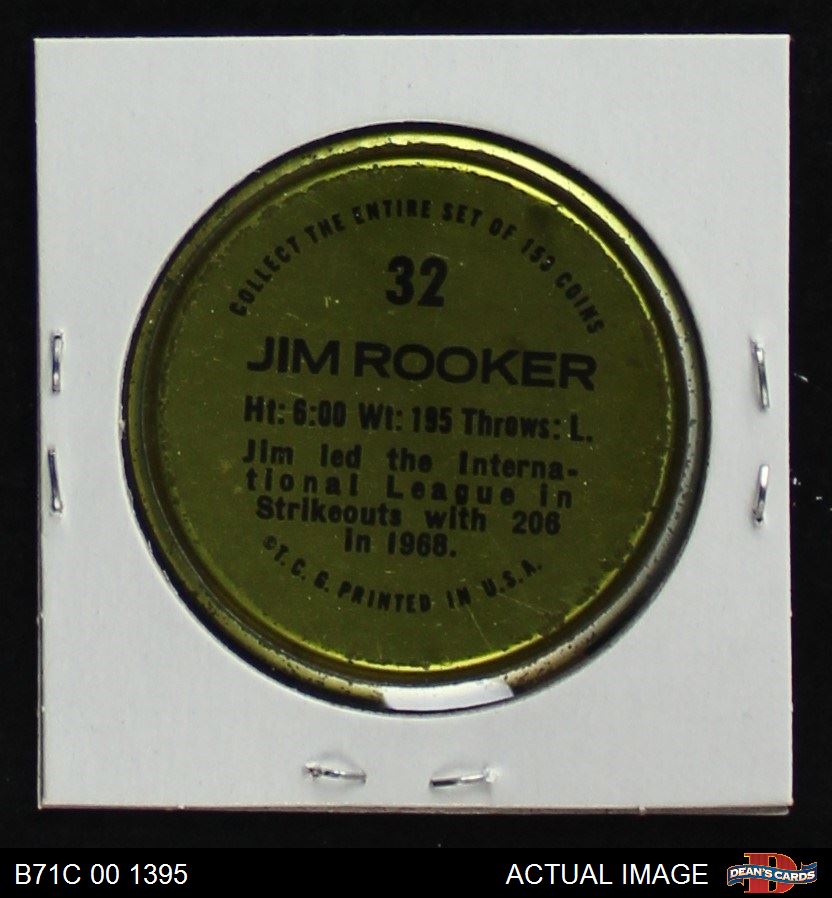 COLLECT THE ENTIRE SET OF 153 COINS
32
JIM ROOKER
Ht: 6:00 Wt: 195 Throws: L.
Jim led the Interna-
tional League in
Strikeouts with 206
in 1968.
©T. C. G. PRINTED IN U.S.A.
B71C 00 1395
ACTUAL IMAGE
D
DEAN'S CARDS